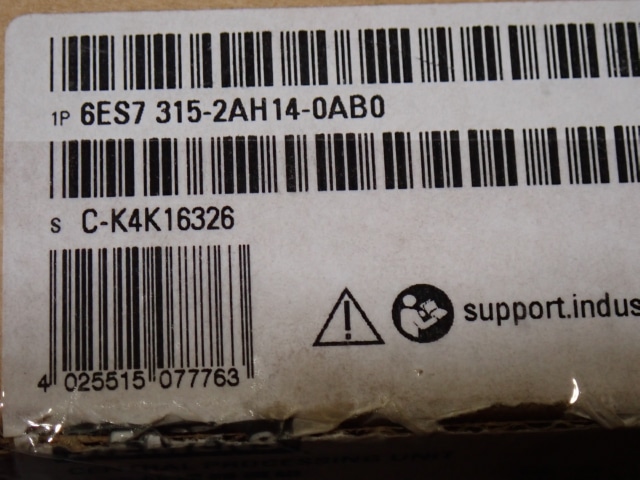 1P 6ES7 315-2AH14-0AB0
S C-K4K16326
support.indus
4 025515 077763